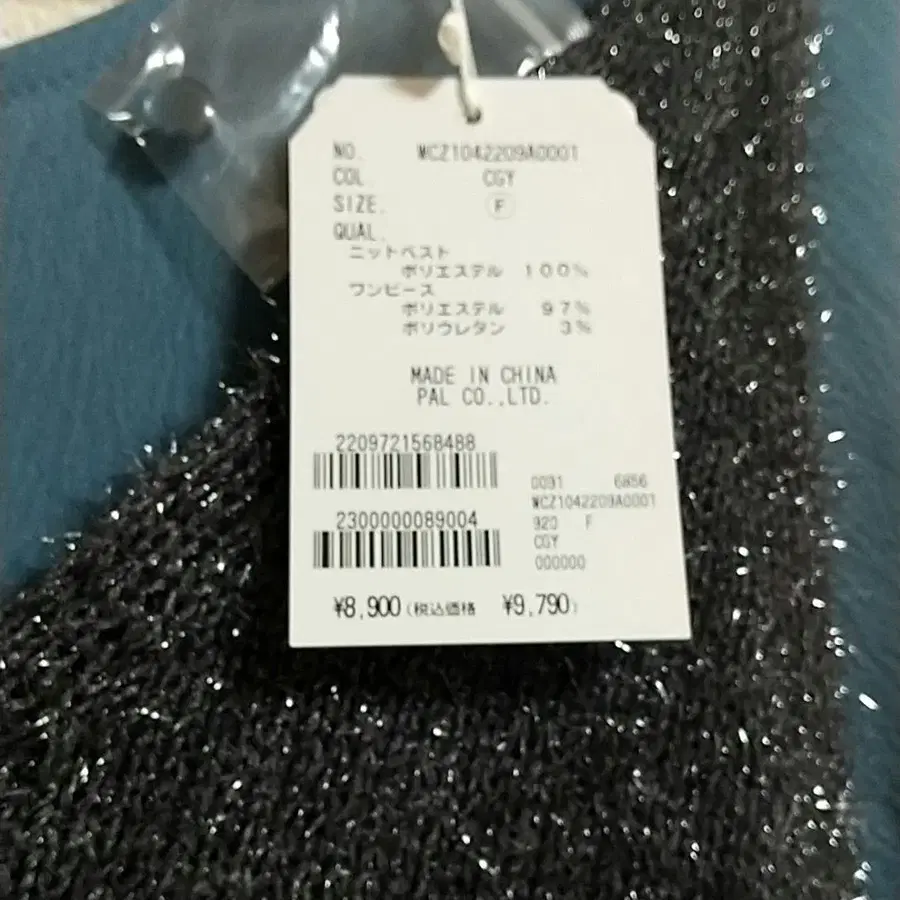 NO. WCZ1042209A0001
COL. CGY
SIZE. F
QUAL.
ニットベスト
ポリエステル 100%
ワンピース
ポリエステル 97%
ポリウレタン 3%
MADE IN CHINA
PAL CO.,LTD.
2209721568488
2300000089004
0091 6856
WCZ1042209A0001
920 F
CGY
000000
¥8,900(税込価格 ¥9,790)